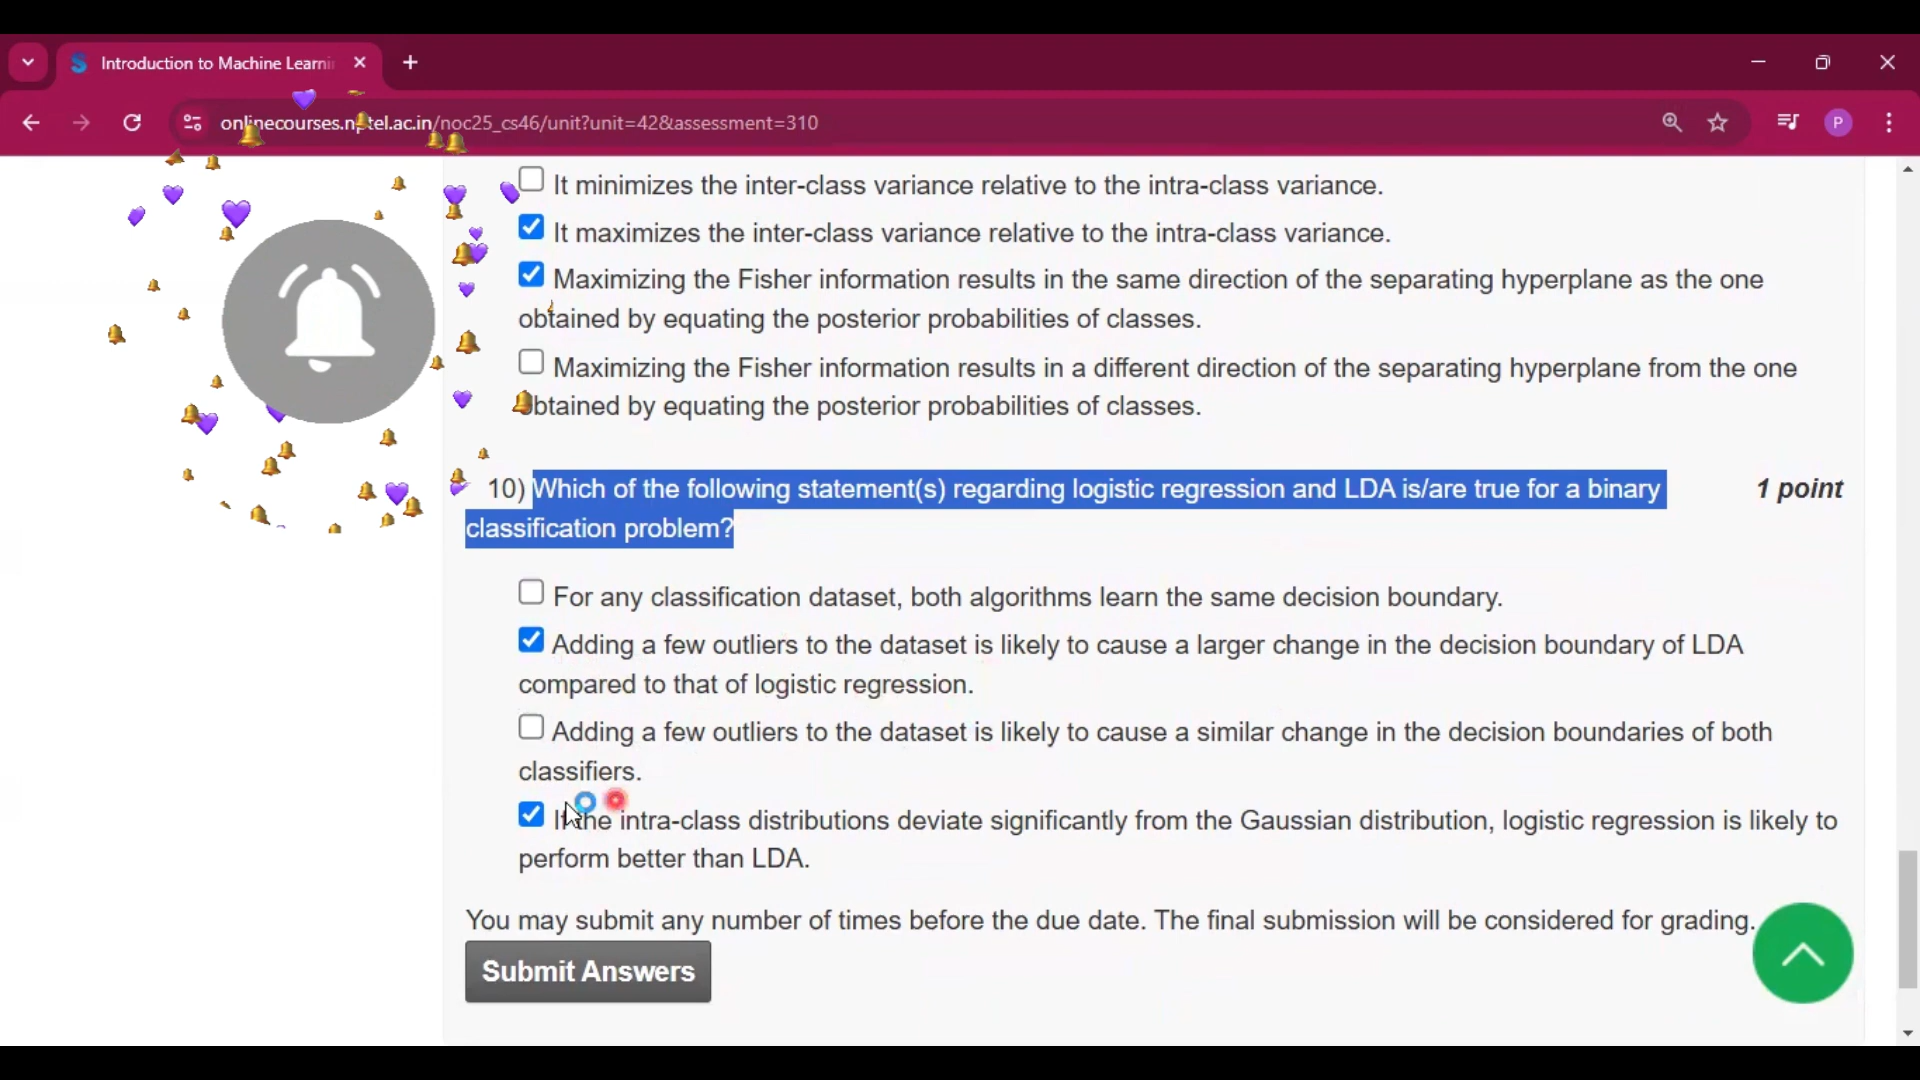 Introduction to Machine Learni
onlinecourses.nptel.ac.in/noc25_cs46/unit?unit=42&assessment=310
P
It minimizes the inter-class variance relative to the intra-class variance.
It maximizes the inter-class variance relative to the intra-class variance.
Maximizing the Fisher information results in the same direction of the separating hyperplane as the one
obtained by equating the posterior probabilities of classes.
Maximizing the Fisher information results in a different direction of the separating hyperplane from the one
obtained by equating the posterior probabilities of classes.
10) Which of the following statement(s) regarding logistic regression and LDA is/are true for a binary 1 point
classification problem?
For any classification dataset, both algorithms learn the same decision boundary.
Adding a few outliers to the dataset is likely to cause a larger change in the decision boundary of LDA
compared to that of logistic regression.
Adding a few outliers to the dataset is likely to cause a similar change in the decision boundaries of both
classifiers.
If the intra-class distributions deviate significantly from the Gaussian distribution, logistic regression is likely to
perform better than LDA.
You may submit any number of times before the due date. The final submission will be considered for grading.
Submit Answers